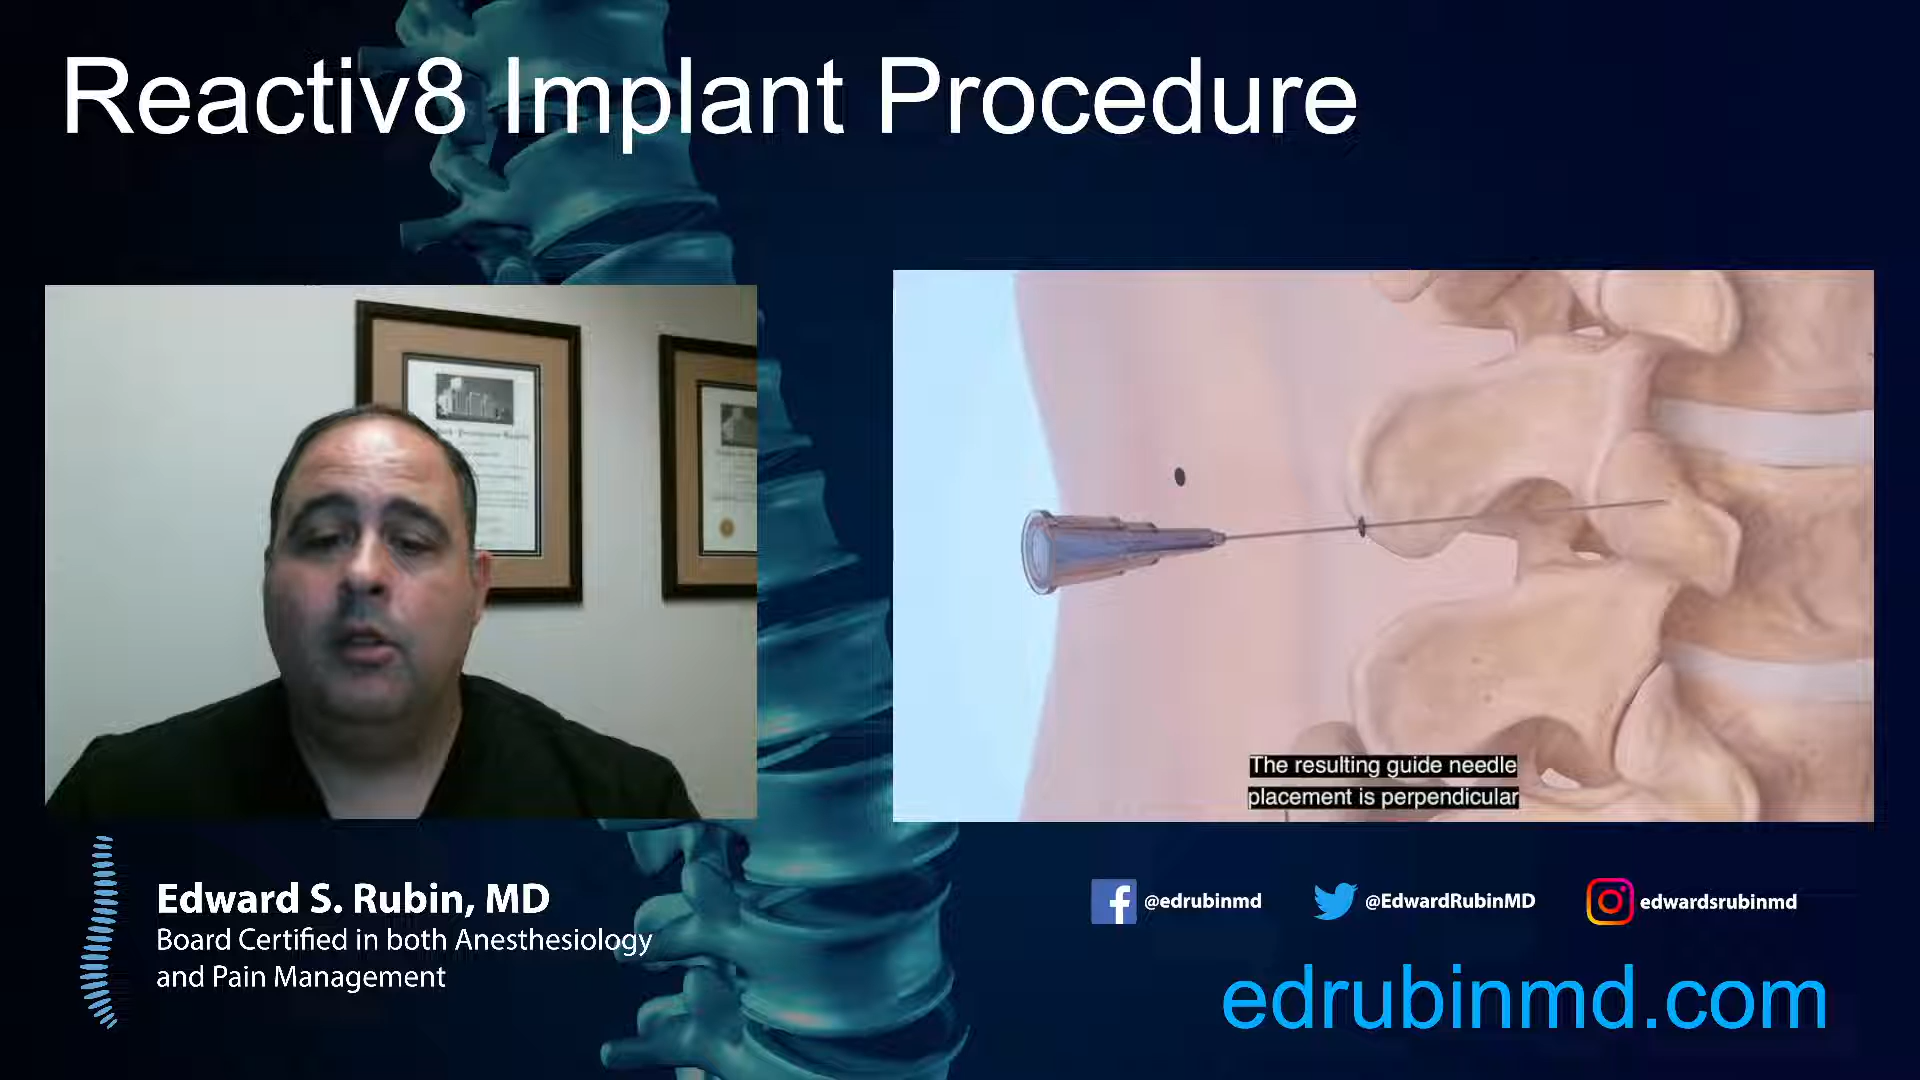 Reactiv8 Implant Procedure
The resulting guide needle
placement is perpendicular
Edward S. Rubin, MD
Board Certified in both Anesthesiology
and Pain Management
@edrubinmd
@EdwardRubinMD
edwardsrubinmd
edrubinmd.com